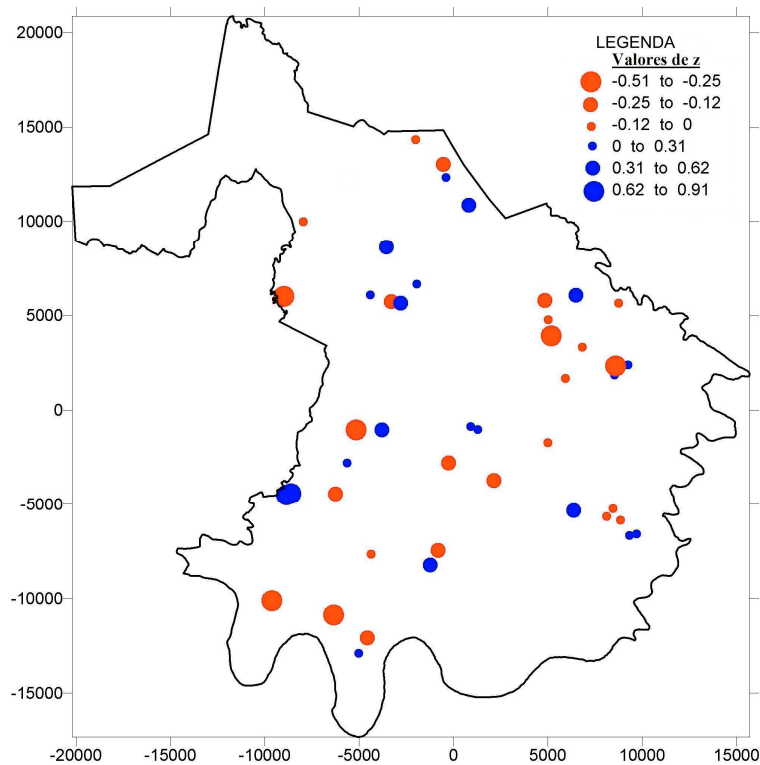 LEGENDA
Valores de z
-0.51 to -0.25
-0.25 to -0.12
-0.12 to 0
0 to 0.31
0.31 to 0.62
0.62 to 0.91
20000
15000
10000
5000
0
-5000
-10000
-15000
-20000 -15000 -10000 -5000 0 5000 10000 15000